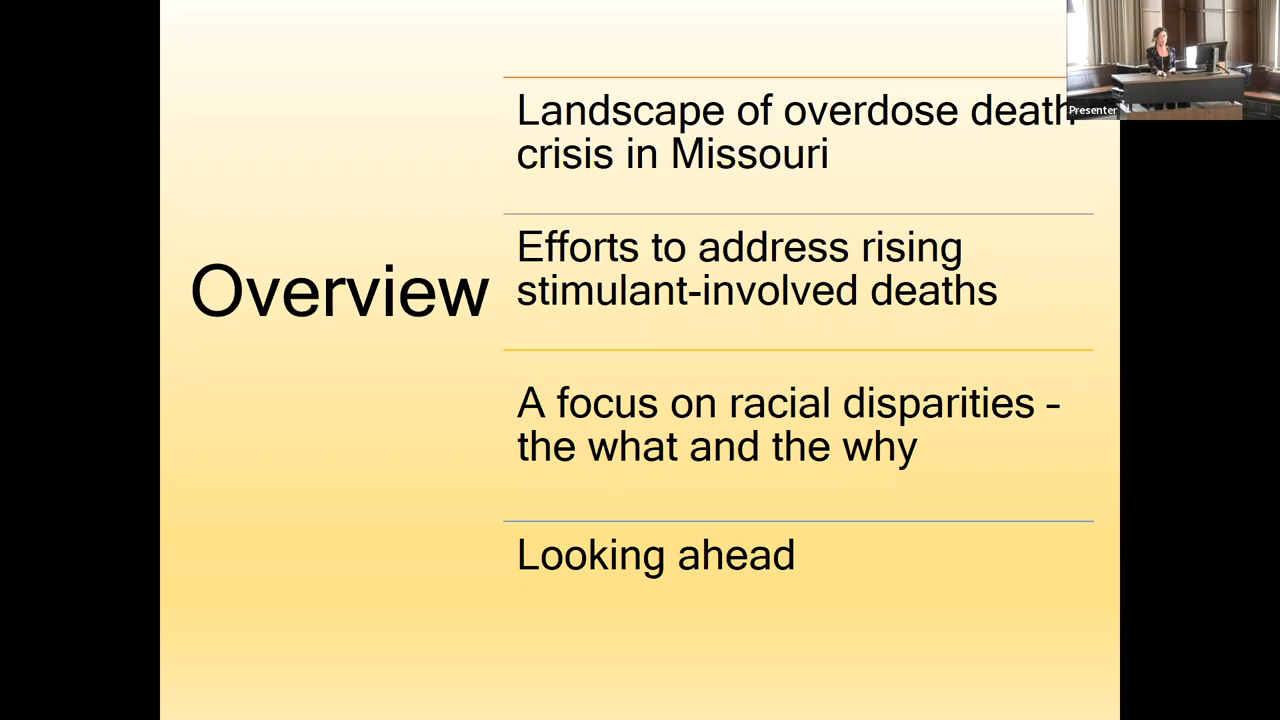 Overview
Landscape of overdose death
crisis in Missouri
Efforts to address rising
stimulant-involved deaths
A focus on racial disparities –
the what and the why
Looking ahead
Presenter